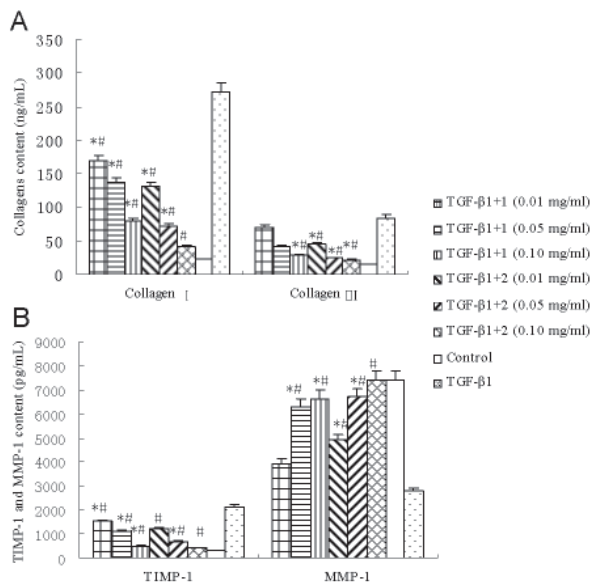 A
Collagens content (ng/mL)
350
300
250
200
150
100
50
0
*#
*#
*#
*#
*#
#
*#
*#
*#
*#
Collagen I
Collagen III
TGF-β1+1 (0.01 mg/ml)
TGF-β1+1 (0.05 mg/ml)
TGF-β1+1 (0.10 mg/ml)
TGF-β1+2 (0.01 mg/ml)
TGF-β1+2 (0.05 mg/ml)
TGF-β1+2 (0.10 mg/ml)
Control
TGF-β1
B
TIMP-1 and MMP-1 content (pg/mL)
9000
8000
7000
6000
5000
4000
3000
2000
1000
0
*#
*#
*#
#
*#
#
*#
*#
*#
*#
#
TIMP-1
MMP-1